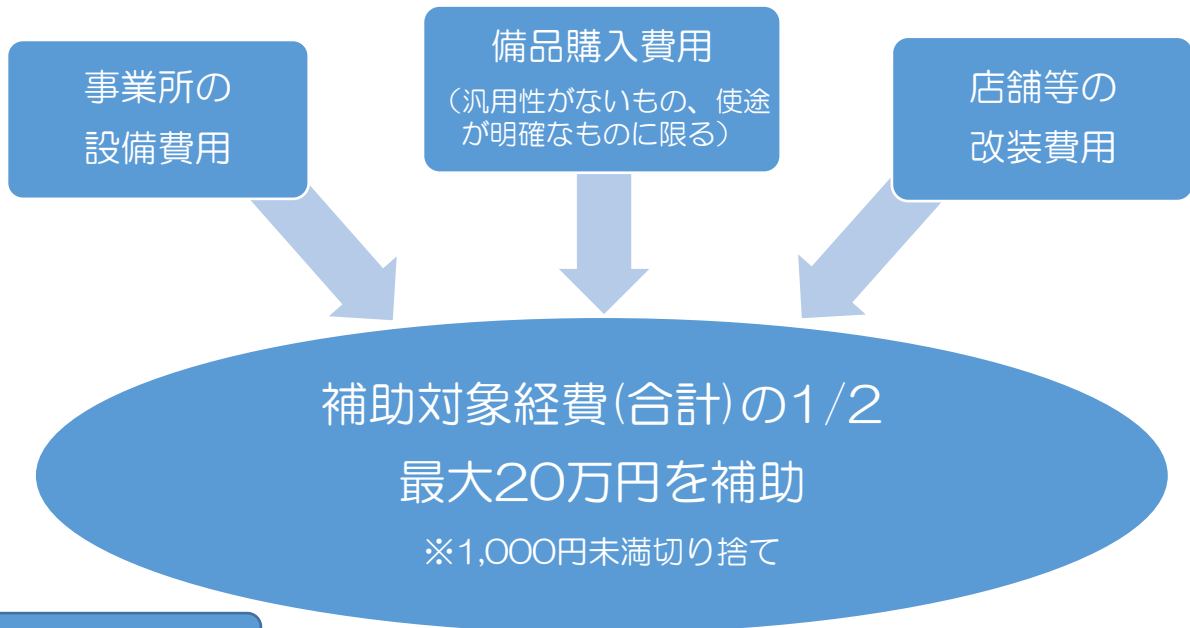 事業所の
設備費用
備品購入費用
（汎用性がないもの、使途
が明確なものに限る）
店舗等の
改装費用
補助対象経費(合計)の1/2
最大20万円を補助
※1,000円未満切り捨て